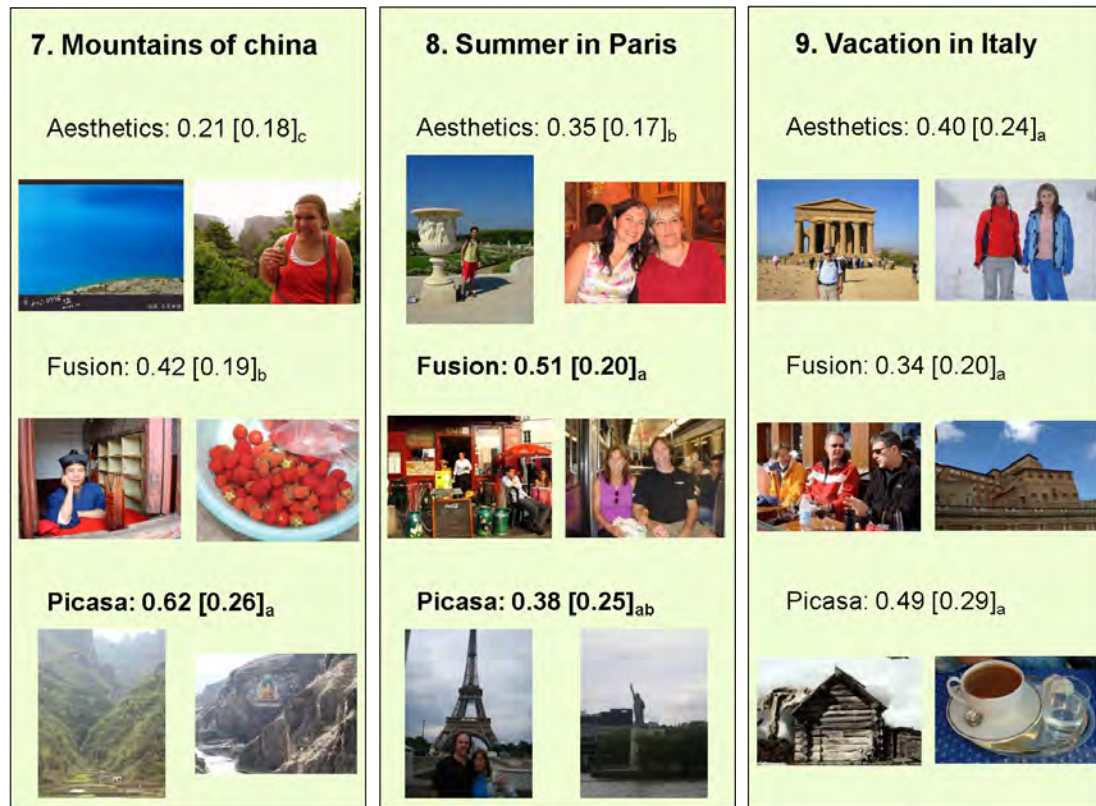 7. Mountains of china
Aesthetics: 0.21 [0.18]c
Fusion: 0.42 [0.19]b
Picasa: 0.62 [0.26]a
8. Summer in Paris
Aesthetics: 0.35 [0.17]b
Fusion: 0.51 [0.20]a
Picasa: 0.38 [0.25]ab
9. Vacation in Italy
Aesthetics: 0.40 [0.24]a
Fusion: 0.34 [0.20]a
Picasa: 0.49 [0.29]a